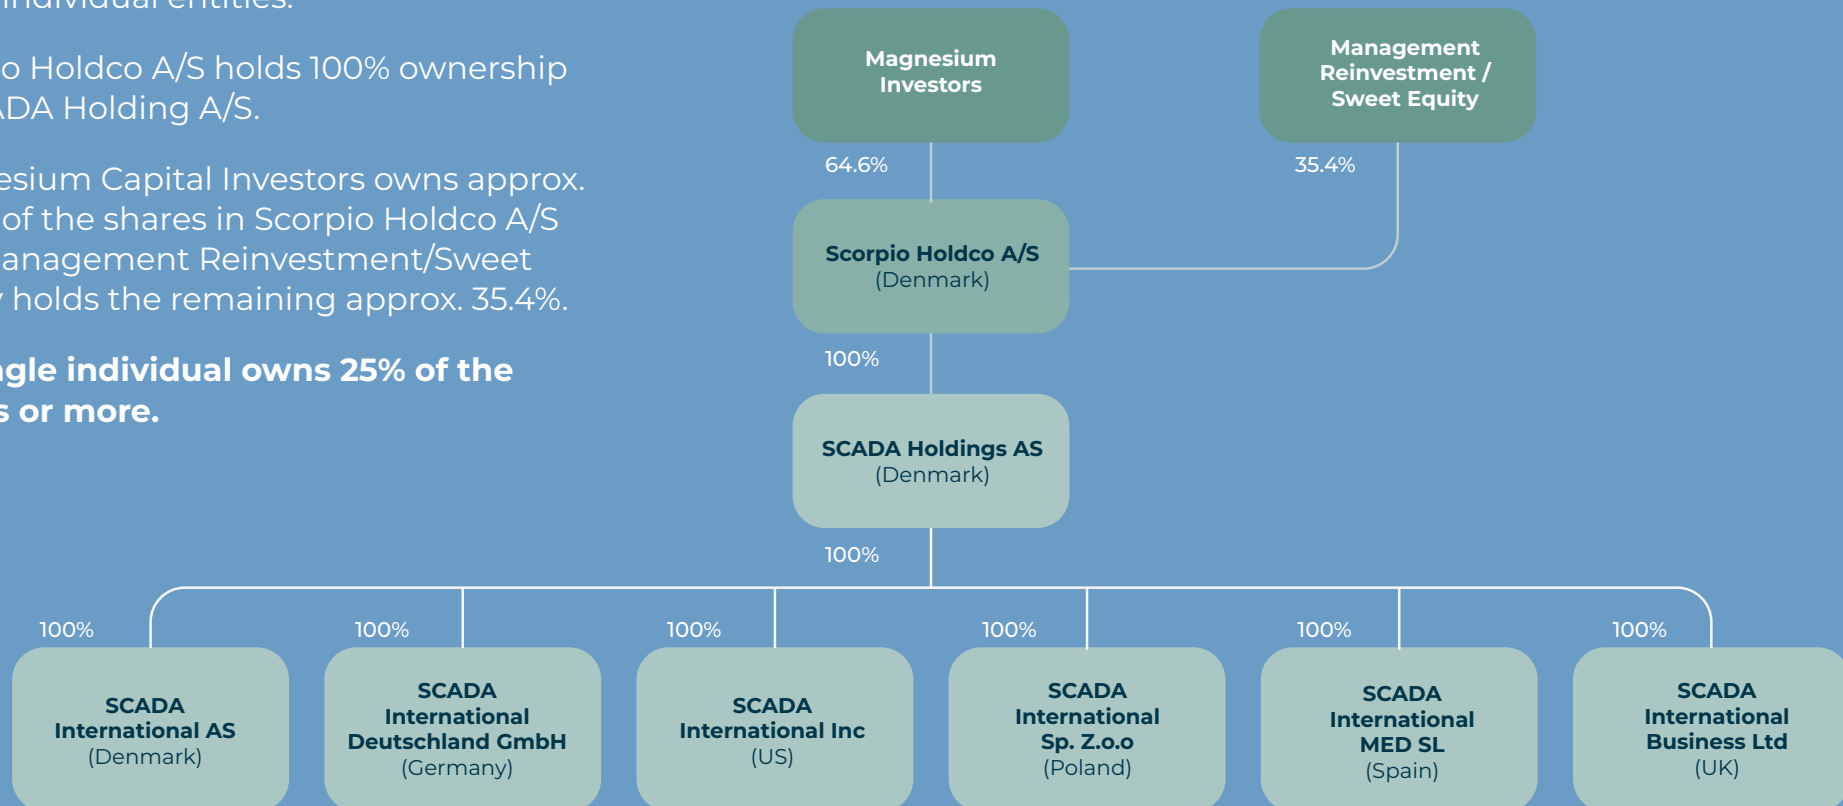 individual entities.
o Holdco A/S holds 100% ownership
ADA Holding A/S.
esium Capital Investors owns approx.
of the shares in Scorpio Holdco A/S
anagement Reinvestment/Sweet
y holds the remaining approx. 35.4%.
ngle individual owns 25% of the
s or more.
Magnesium
Investors
Management
Reinvestment /
Sweet Equity
64.6%
35.4%
Scorpio Holdco A/S
(Denmark)
100%
SCADA Holdings AS
(Denmark)
100%
100%
100%
100%
100%
100%
100%
SCADA
International AS
(Denmark)
SCADA
International
Deutschland GmbH
(Germany)
SCADA
International Inc
(US)
SCADA
International
Sp. Z.o.o
(Poland)
SCADA
International
MED SL
(Spain)
SCADA
International
Business Ltd
(UK)